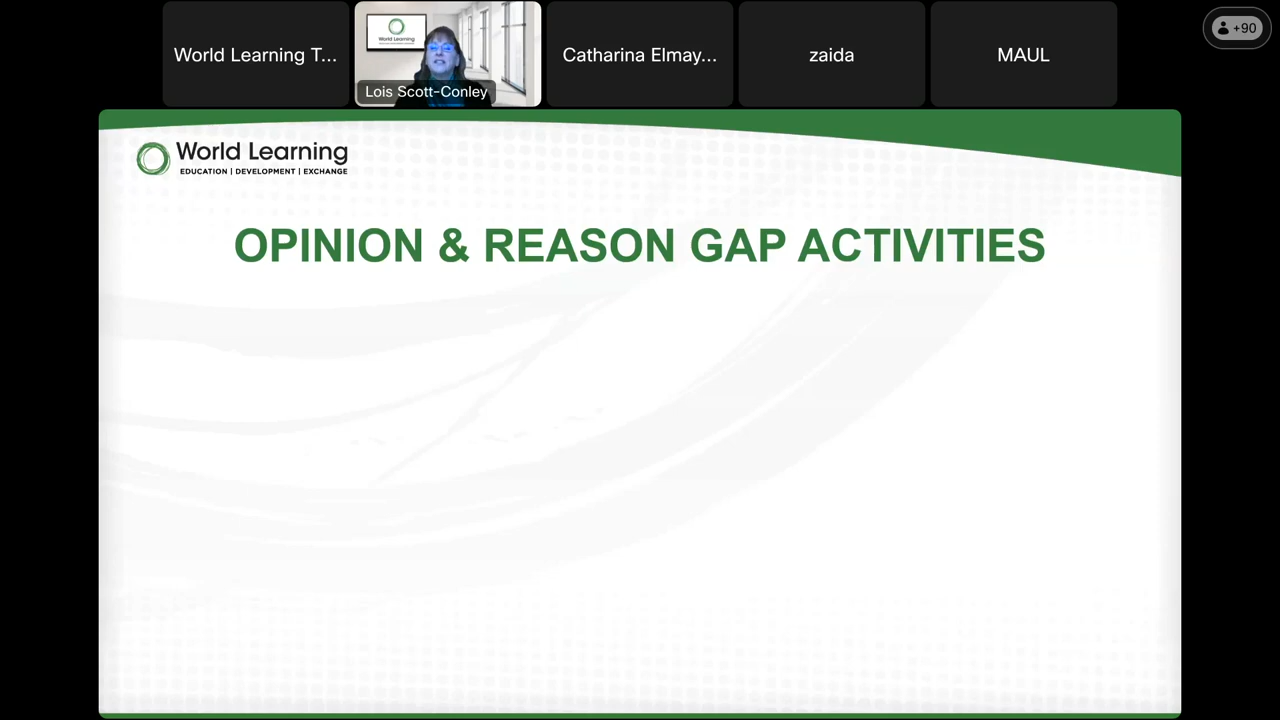 World Learning T...
Lois Scott-Conley
Catharina Elmay...
zaida
MAUL
+90
World Learning
EDUCATION | DEVELOPMENT | EXCHANGE
OPINION & REASON GAP ACTIVITIES